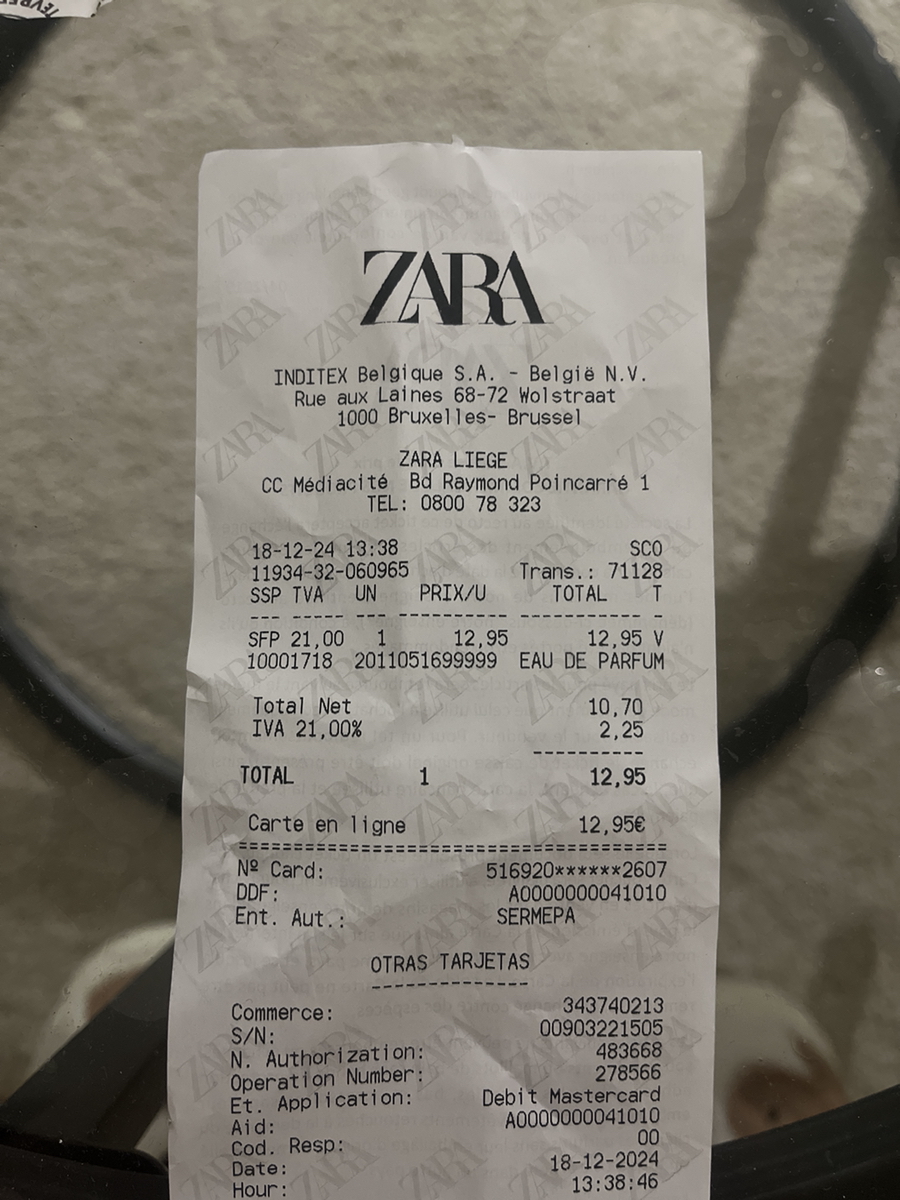 ZARA
INDITEX Belgique S.A. - België N.V.
Rue aux Laines 68-72 Wolstraat
1000 Bruxelles- Brussel
ZARA LIEGE
CC Médiacité Bd Raymond Poincarré 1
TEL: 0800 78 323
18-12-24 13:38 SCO
11934-32-060965 Trans.: 71128
SSP TVA UN PRIX/U TOTAL T
--- ----- --- ---------- ----------- -
SFP 21,00 1 12,95 12,95 V
10001718 2011051699999 EAU DE PARFUM
Total Net 10,70
IVA 21,00% 2,25
----------
TOTAL 1 12,95
Carte en ligne 12,95€
=======================================
Nº Card: 516920******2607
DDF: A0000000041010
Ent. Aut.: SERMEPA
OTRAS TARJETAS
--------------
Commerce: 343740213
S/N: 00903221505
N. Authorization: 483668
Operation Number: 278566
Et. Application: Debit Mastercard
Aid: A0000000041010
Cod. Resp: 00
Date: 18-12-2024
Hour: 13:38:46